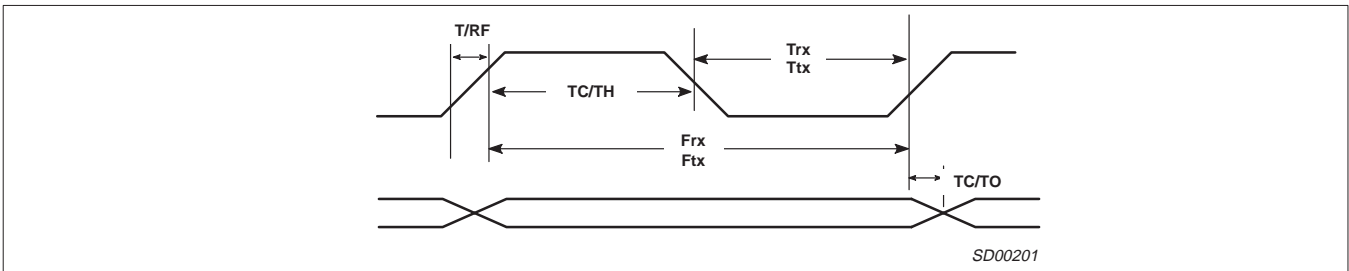 T/RF
Trx
Ttx
TC/TH
Frx
Ftx
TC/TO
SD00201